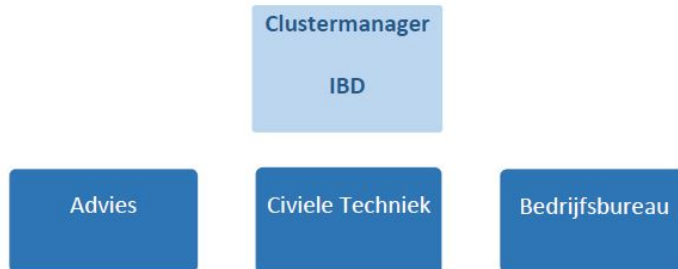 Clustermanager
IBD
Advies
Civiele Techniek
Bedrijfsbureau